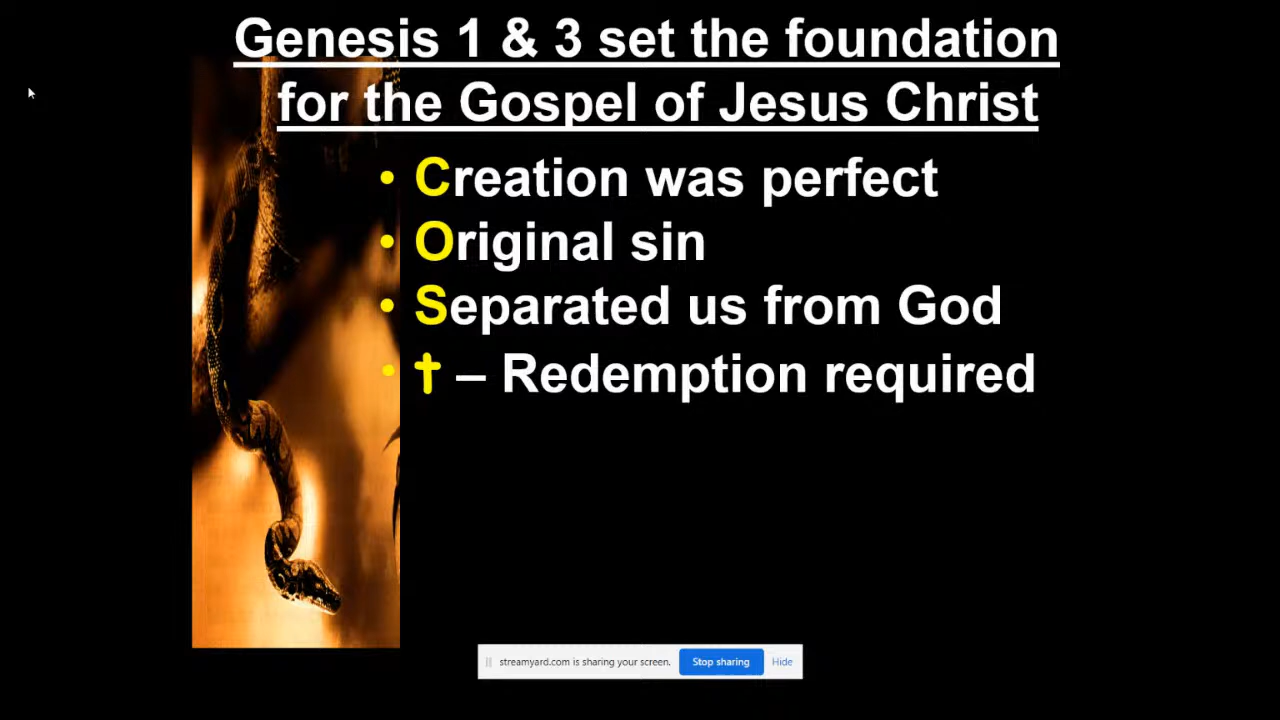 Genesis 1 & 3 set the foundation
for the Gospel of Jesus Christ
• Creation was perfect
• Original sin
• Separated us from God
• ✝ – Redemption required
streamyard.com is sharing your screen. Stop sharing Hide